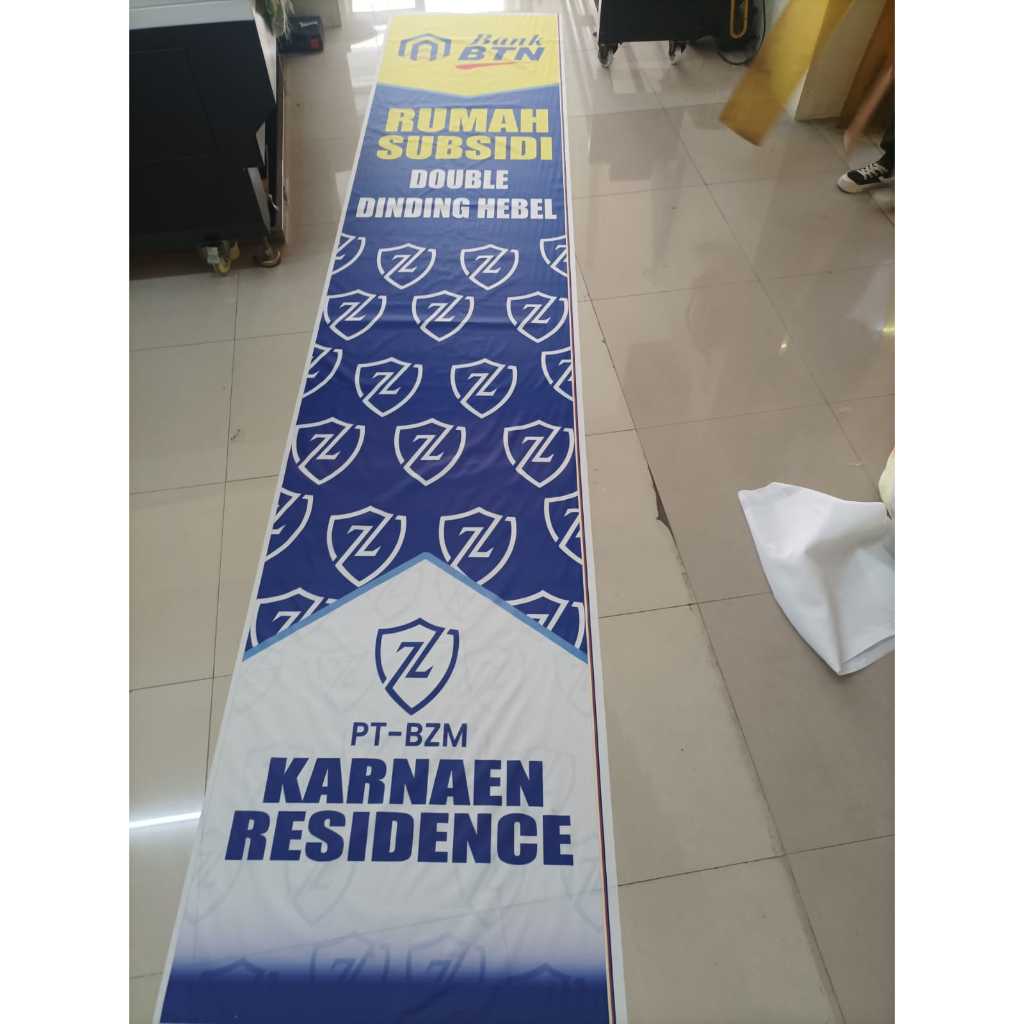 Bank
BTN
RUMAH
SUBSIDI
DOUBLE
DINDING HEBEL
PT-BZM
KARNAEN
RESIDENCE